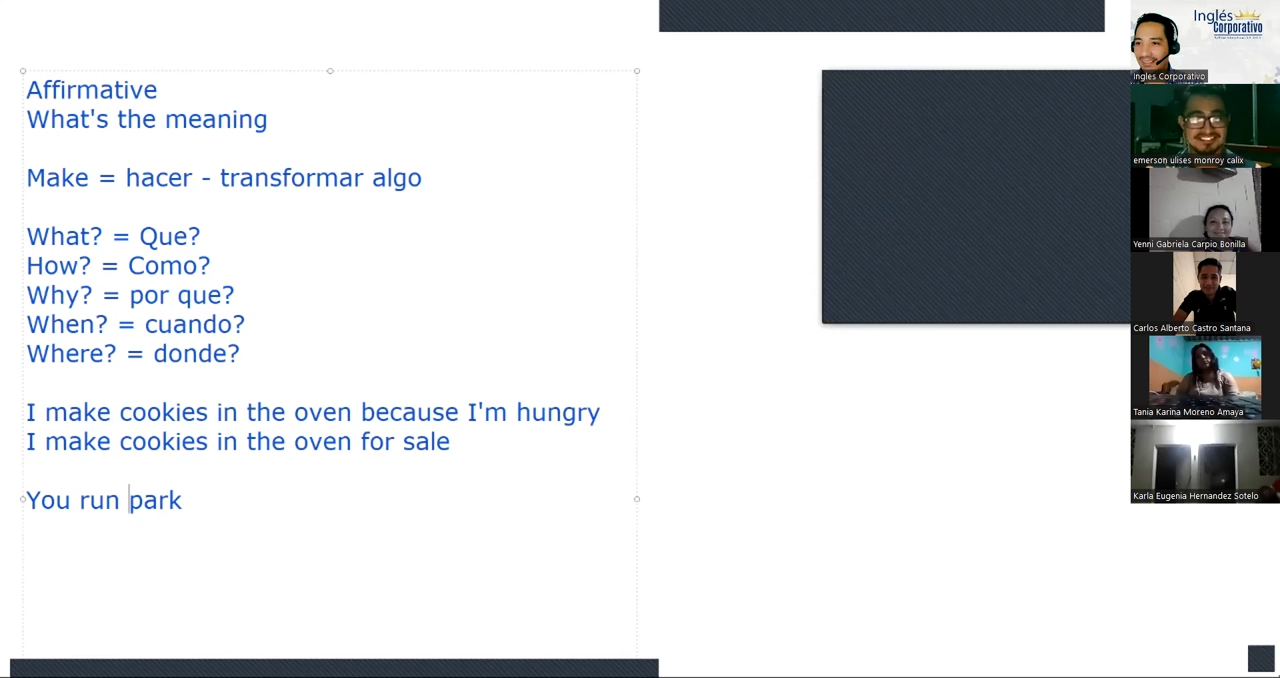 Affirmative
What's the meaning
Make = hacer - transformar algo
What? = Que?
How? = Como?
Why? = por que?
When? = cuando?
Where? = donde?
I make cookies in the oven because I'm hungry
I make cookies in the oven for sale
You run park
Inglés
Corporativo
Ingles Corporativo
emerson ulises monroy calix
Yenni Gabriela Carpio Bonilla
Carlos Alberto Castro Santana
Tania Karina Moreno Amaya
Karla Eugenia Hernandez Sotelo